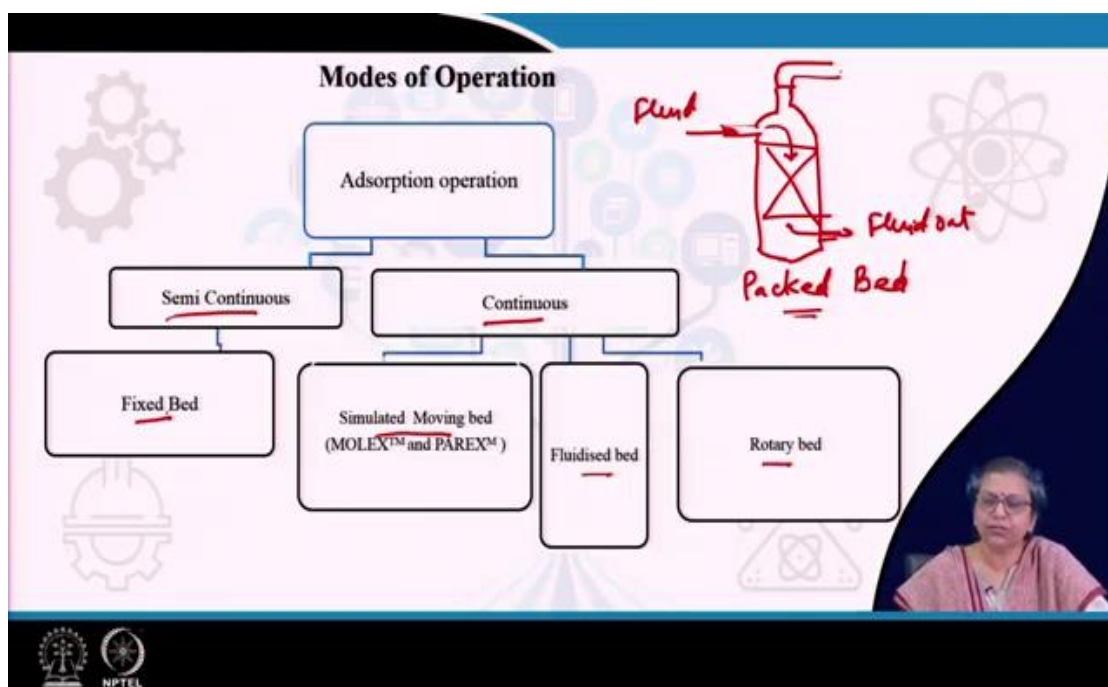 Modes of Operation
Fluid
Adsorption operation
Fluid out
Packed Bed
Semi Continuous
Continuous
Fixed Bed
Simulated Moving bed
(MOLEX™ and PAREXᴹ)
Fluidised bed
Rotary bed
NPTEL